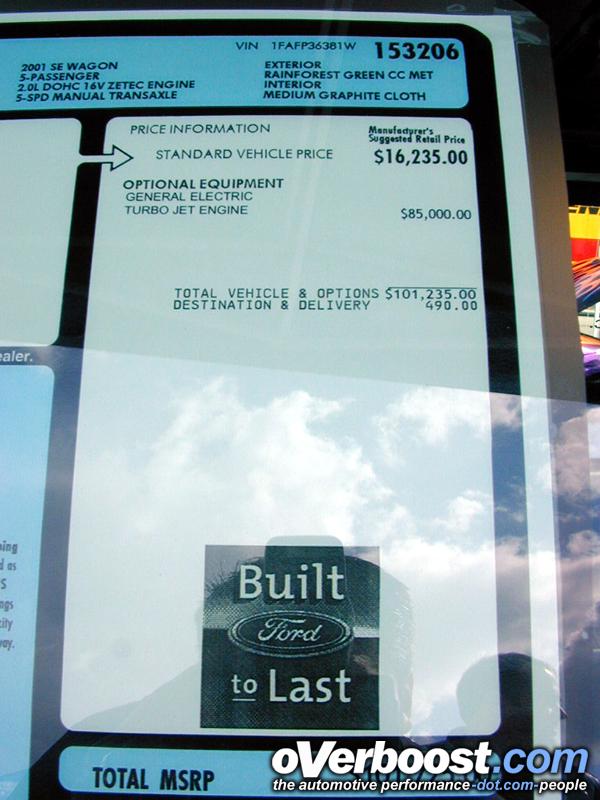 VIN 1FAFP36381W 153206
2001 SE WAGON
5-PASSENGER
2.0L DOHC 16V ZETEC ENGINE
5-SPD MANUAL TRANSAXLE
EXTERIOR
RAINFOREST GREEN CC MET
INTERIOR
MEDIUM GRAPHITE CLOTH
PRICE INFORMATION
Manufacturer's
Suggested Retail Price
STANDARD VEHICLE PRICE $16,235.00
OPTIONAL EQUIPMENT
GENERAL ELECTRIC
TURBO JET ENGINE $85,000.00
TOTAL VEHICLE & OPTIONS $101,235.00
DESTINATION & DELIVERY 490.00
ealer.
Built
Ford
to Last
TOTAL MSRP
oVerboost.com
the automotive performance-dot.com-people